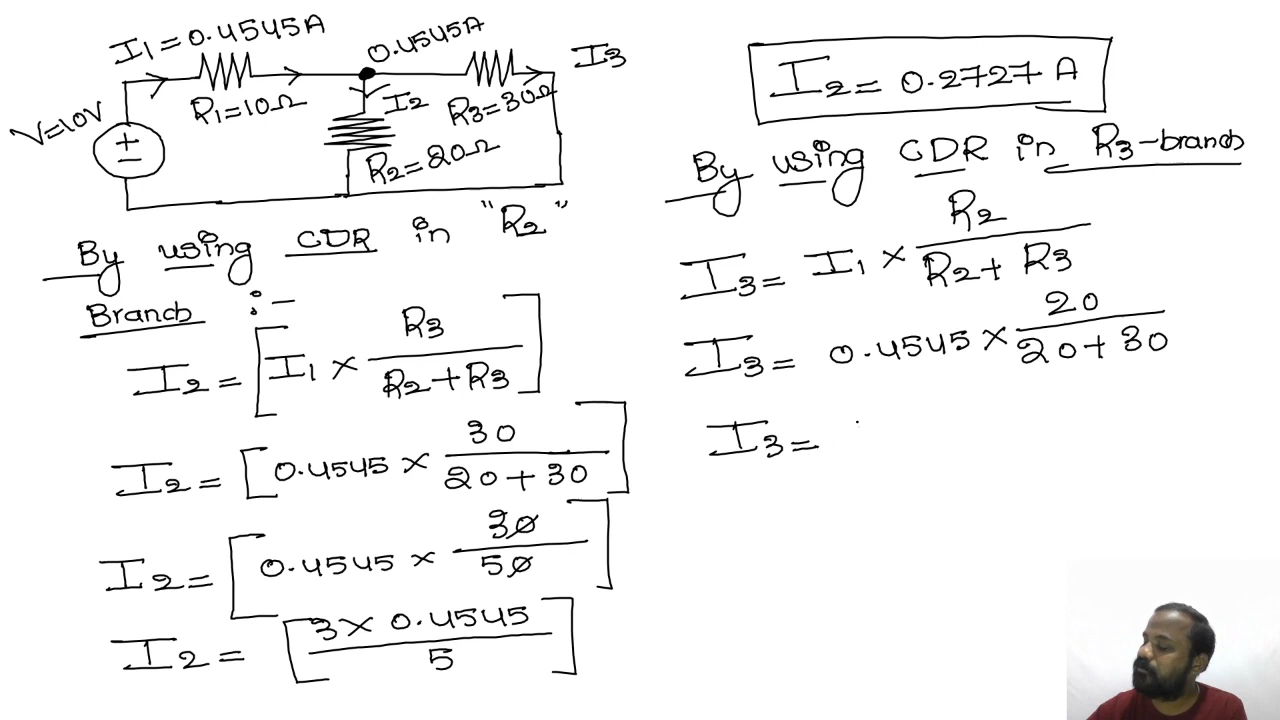 I1 = 0.4545A
0.4545A
I3
V=10V
R1=10Ω
I2
R3=30Ω
R2=20Ω
By using CDR in "R2"
Branch :-
I2 = [I1 × R3 / R2+R3]
I2 = [0.4545 × 30 / 20+30]
I2 = [0.4545 × 30 / 50]
I2 = [3 × 0.4545 / 5]
I2 = 0.2727 A
By using CDR in R3-branch
I3 = I1 × R2 / R2+R3
I3 = 0.4545 × 20 / 20+30
I3 =